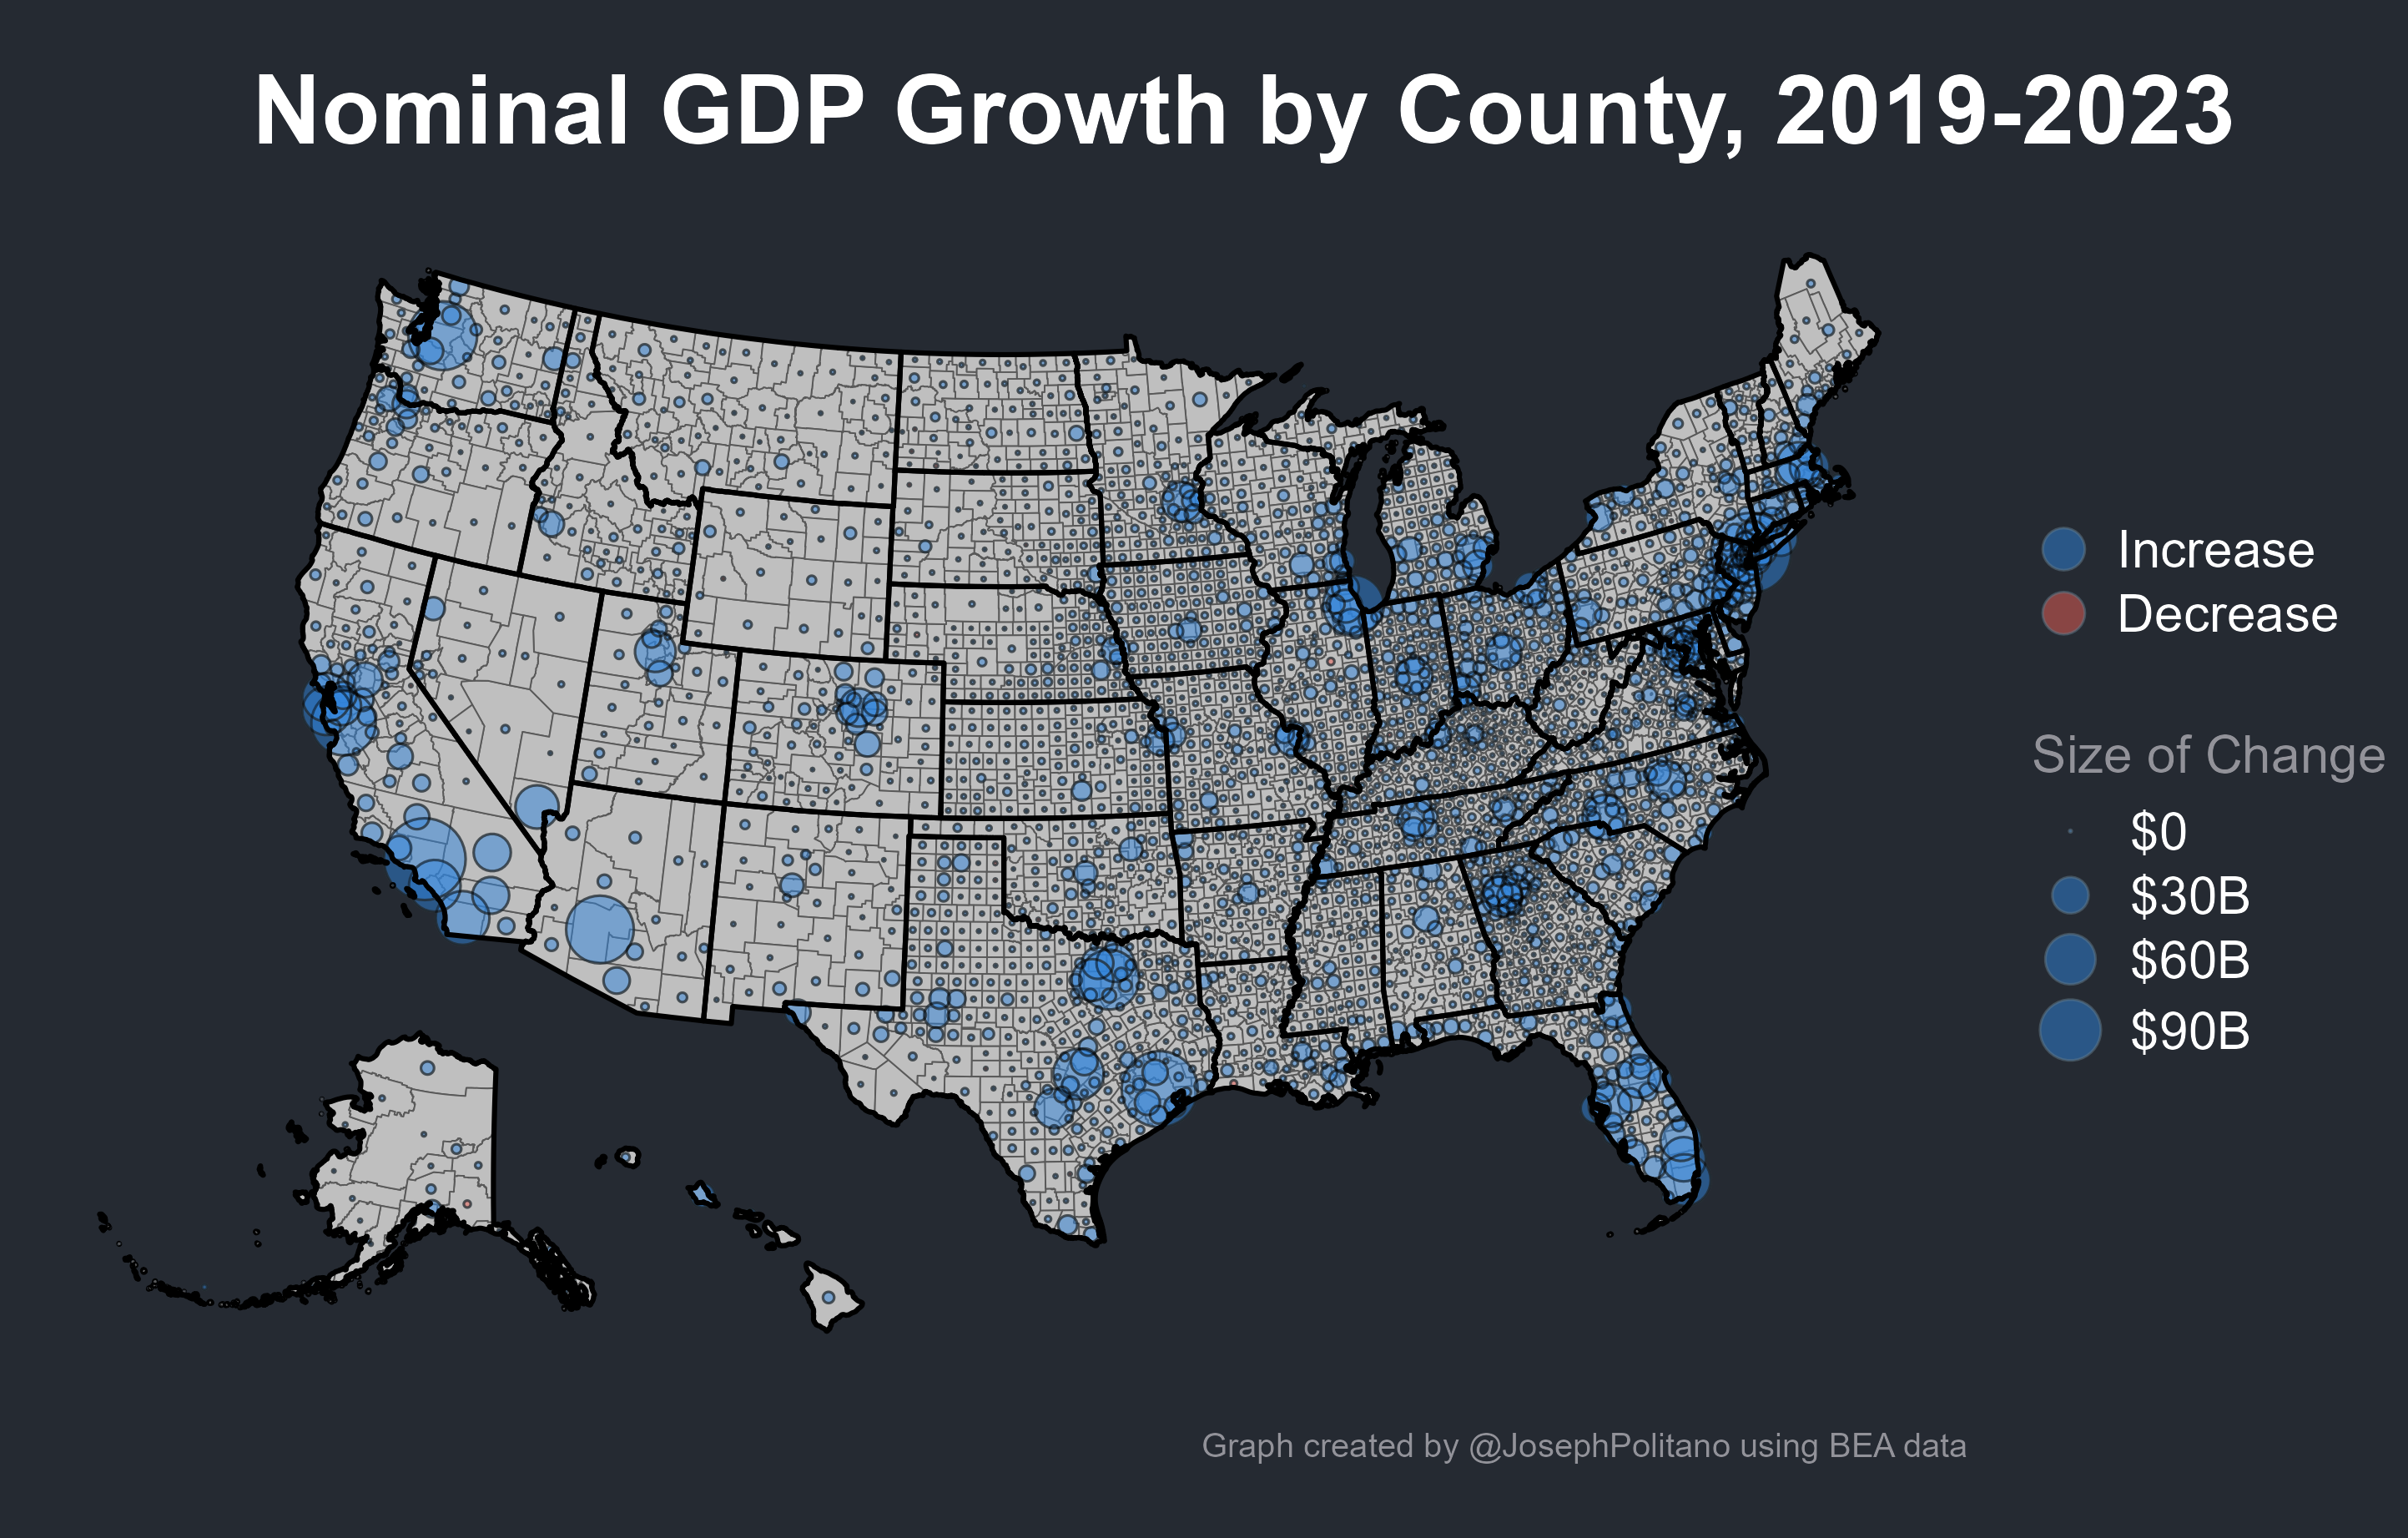 Nominal GDP Growth by County, 2019-2023
Increase
Decrease
Size of Change
$0
$30B
$60B
$90B
Graph created by @JosephPolitano using BEA data